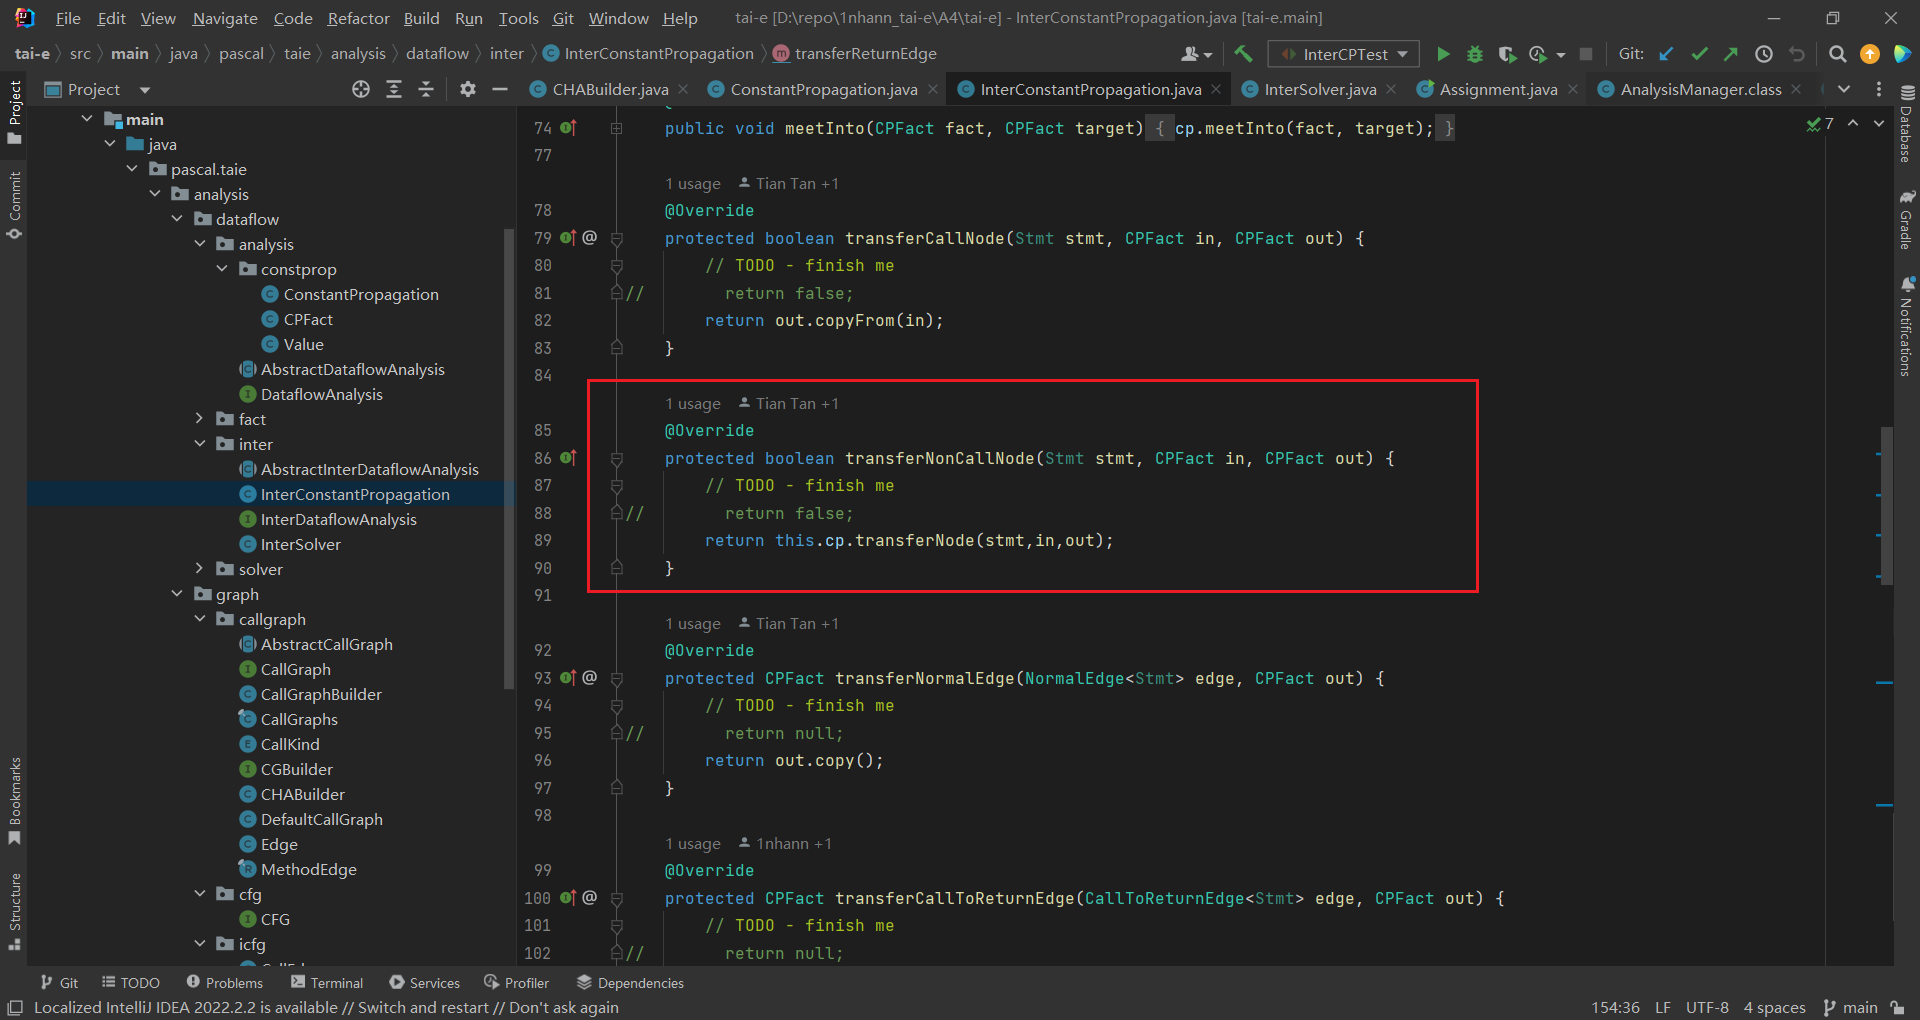 File Edit View Navigate Code Refactor Build Run Tools Git Window Help tai-e [D:\repo\1nhann_tai-e\A4\tai-e] - InterConstantPropagation.java [tai-e.main]
tai-e src main java pascal taie analysis dataflow inter InterConstantPropagation transferReturnEdge InterCPTest Git:
Project CHABuilder.java ConstantPropagation.java InterConstantPropagation.java InterSolver.java Assignment.java AnalysisManager.class
Project
Commit
Bookmarks
Structure
main
java
pascal.taie
analysis
dataflow
analysis
constprop
ConstantPropagation
CPFact
Value
AbstractDataflowAnalysis
DataflowAnalysis
fact
inter
AbstractInterDataflowAnalysis
InterConstantPropagation
InterDataflowAnalysis
InterSolver
solver
graph
callgraph
AbstractCallGraph
CallGraph
CallGraphBuilder
CallGraphs
CallKind
CGBuilder
CHABuilder
DefaultCallGraph
Edge
MethodEdge
cfg
CFG
icfg
74 public void meetInto(CPFact fact, CPFact target) { cp.meetInto(fact, target); } 7
77
1 usage Tian Tan +1
78 @Override
79 @ protected boolean transferCallNode(Stmt stmt, CPFact in, CPFact out) {
80 // TODO - finish me
81 // return false;
82 return out.copyFrom(in);
83 }
84
1 usage Tian Tan +1
85 @Override
86 protected boolean transferNonCallNode(Stmt stmt, CPFact in, CPFact out) {
87 // TODO - finish me
88 // return false;
89 return this.cp.transferNode(stmt,in,out);
90 }
91
1 usage Tian Tan +1
92 @Override
93 @ protected CPFact transferNormalEdge(NormalEdge<Stmt> edge, CPFact out) {
94 // TODO - finish me
95 // return null;
96 return out.copy();
97 }
98
1 usage 1nhann +1
99 @Override
100 @ protected CPFact transferCallToReturnEdge(CallToReturnEdge<Stmt> edge, CPFact out) {
101 // TODO - finish me
102 // return null;
Database
Gradle
Notifications
Git TODO Problems Terminal Services Profiler Dependencies
Localized IntelliJ IDEA 2022.2.2 is available // Switch and restart // Don't ask again 154:36 LF UTF-8 4 spaces main